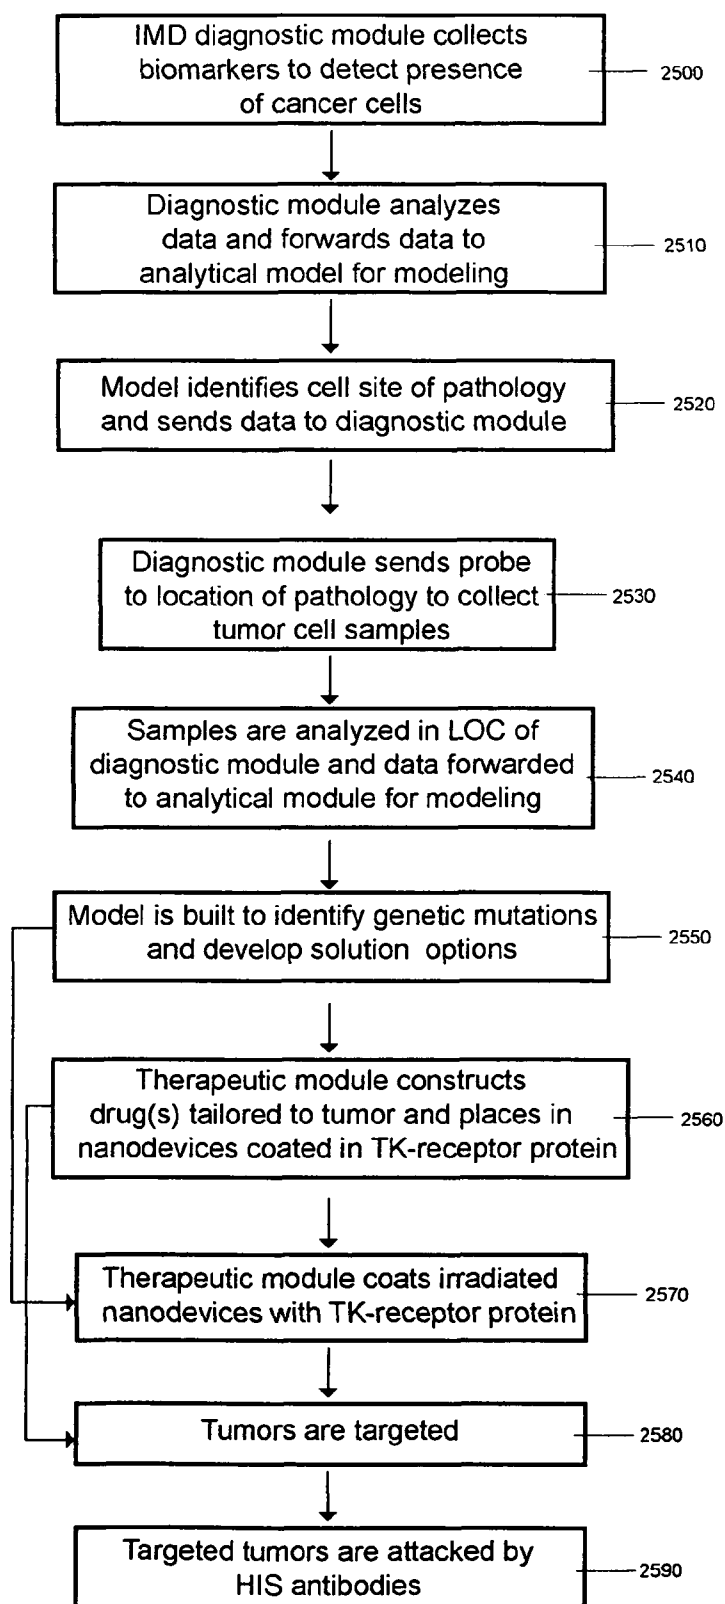 IMD diagnostic module collects
biomarkers to detect presence
of cancer cells
2500
Diagnostic module analyzes
data and forwards data to
analytical model for modeling
2510
Model identifies cell site of pathology
and sends data to diagnostic module
2520
Diagnostic module sends probe
to location of pathology to collect
tumor cell samples
2530
Samples are analyzed in LOC of
diagnostic module and data forwarded
to analytical module for modeling
2540
Model is built to identify genetic mutations
and develop solution options
2550
Therapeutic module constructs
drug(s) tailored to tumor and places in
nanodevices coated in TK-receptor protein
2560
Therapeutic module coats irradiated
nanodevices with TK-receptor protein
2570
Tumors are targeted
2580
Targeted tumors are attacked by
HIS antibodies
2590